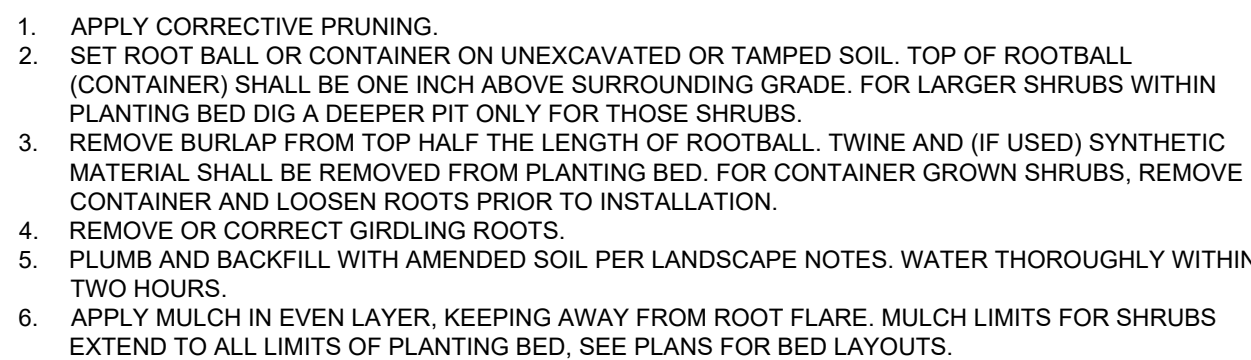 1. APPLY CORRECTIVE PRUNING.
2. SET ROOT BALL OR CONTAINER ON UNEXCAVATED OR TAMPED SOIL. TOP OF ROOTBALL
(CONTAINER) SHALL BE ONE INCH ABOVE SURROUNDING GRADE. FOR LARGER SHRUBS WITHIN
PLANTING BED DIG A DEEPER PIT ONLY FOR THOSE SHRUBS.
3. REMOVE BURLAP FROM TOP HALF THE LENGTH OF ROOTBALL. TWINE AND (IF USED) SYNTHETIC
MATERIAL SHALL BE REMOVED FROM PLANTING BED. FOR CONTAINER GROWN SHRUBS, REMOVE
CONTAINER AND LOOSEN ROOTS PRIOR TO INSTALLATION.
4. REMOVE OR CORRECT GIRDLING ROOTS.
5. PLUMB AND BACKFILL WITH AMENDED SOIL PER LANDSCAPE NOTES. WATER THOROUGHLY WITHIN
TWO HOURS.
6. APPLY MULCH IN EVEN LAYER, KEEPING AWAY FROM ROOT FLARE. MULCH LIMITS FOR SHRUBS
EXTEND TO ALL LIMITS OF PLANTING BED, SEE PLANS FOR BED LAYOUTS.